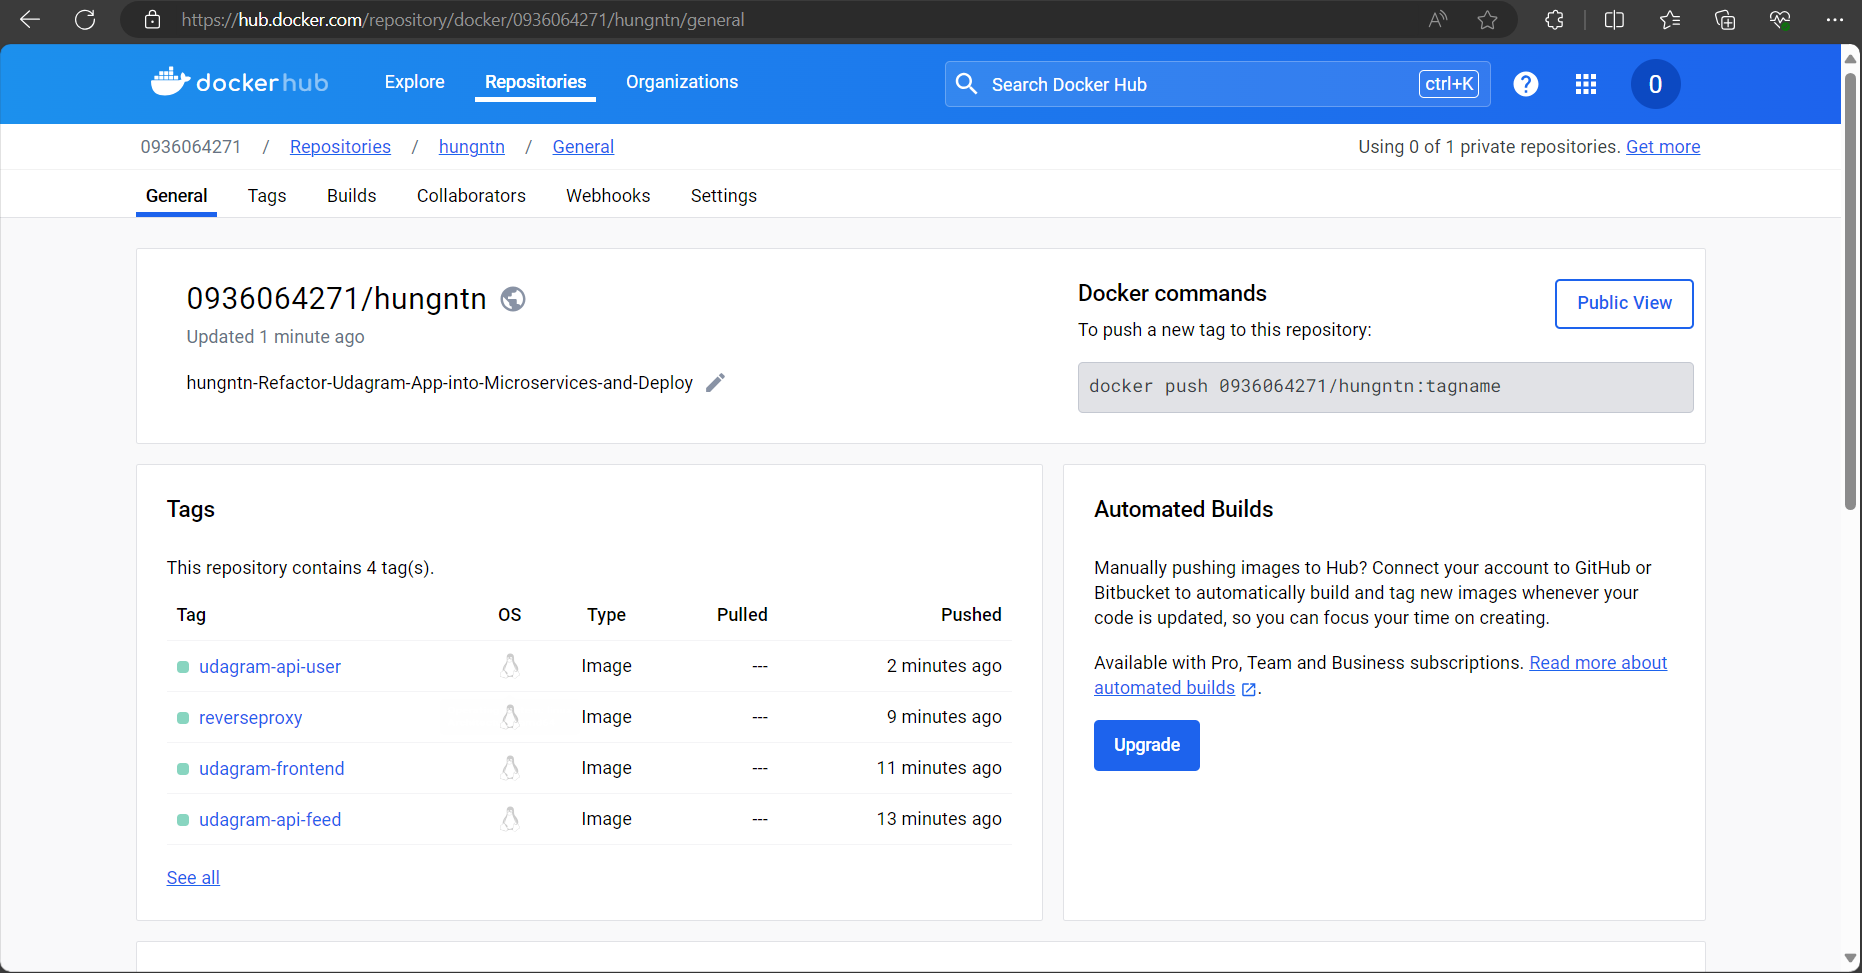 https://hub.docker.com/repository/docker/0936064271/hungntn/general
dockerhub
Explore
Repositories
Organizations
Search Docker Hub
ctrl+K
?
0
0936064271 / Repositories / hungntn / General
Using 0 of 1 private repositories. Get more
General
Tags
Builds
Collaborators
Webhooks
Settings
0936064271/hungntn
Updated 1 minute ago
hungntn-Refactor-Udagram-App-into-Microservices-and-Deploy
Docker commands
Public View
To push a new tag to this repository:
docker push 0936064271/hungntn:tagname
Tags
This repository contains 4 tag(s).
Tag OS Type Pulled Pushed
udagram-api-user Image --- 2 minutes ago
reverseproxy Image --- 9 minutes ago
udagram-frontend Image --- 11 minutes ago
udagram-api-feed Image --- 13 minutes ago
See all
Automated Builds
Manually pushing images to Hub? Connect your account to GitHub or
Bitbucket to automatically build and tag new images whenever your
code is updated, so you can focus your time on creating.
Available with Pro, Team and Business subscriptions. Read more about
automated builds.
Upgrade